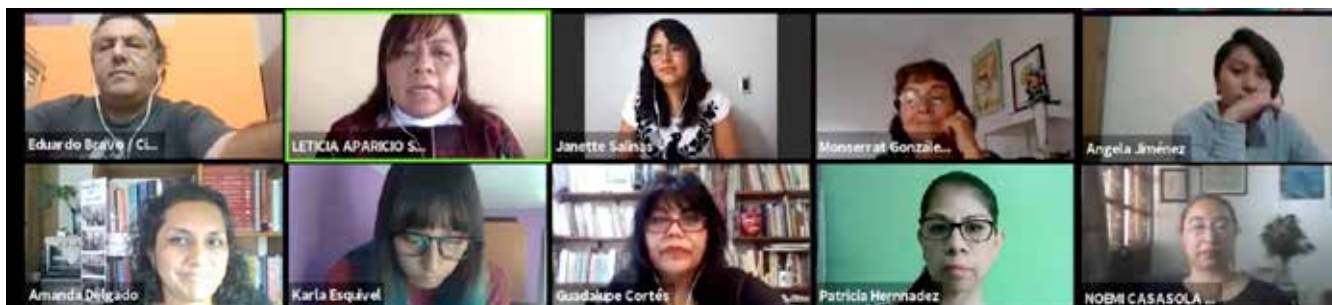 Eduardo Bravo / Ci...
LETICIA APARICIO S...
Janette Salinas
Monserrat Gonzale...
Angela Jiménez
Amanda Delgado
Karla Esquivel
Guadalupe Cortés
Patricia Hernnadez
NOEMI CASASOLA ...